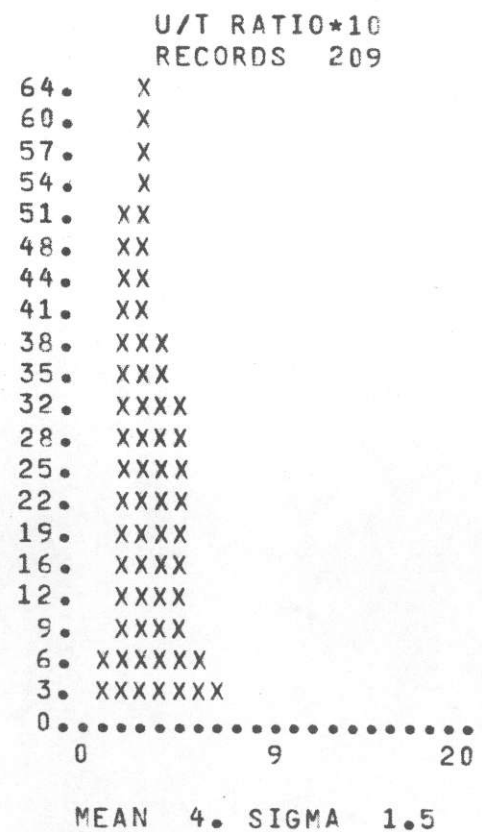 U/T RATIO*10
RECORDS 209
64. X
60. X
57. X
54. X
51. XX
48. XX
44. XX
41. XX
38. XXX
35. XXX
32. XXXX
28. XXXX
25. XXXX
22. XXXX
19. XXXX
16. XXXX
12. XXXX
9. XXXX
6. XXXXXX
3. XXXXXXX
0.....................
0 9 20
MEAN 4. SIGMA 1.5